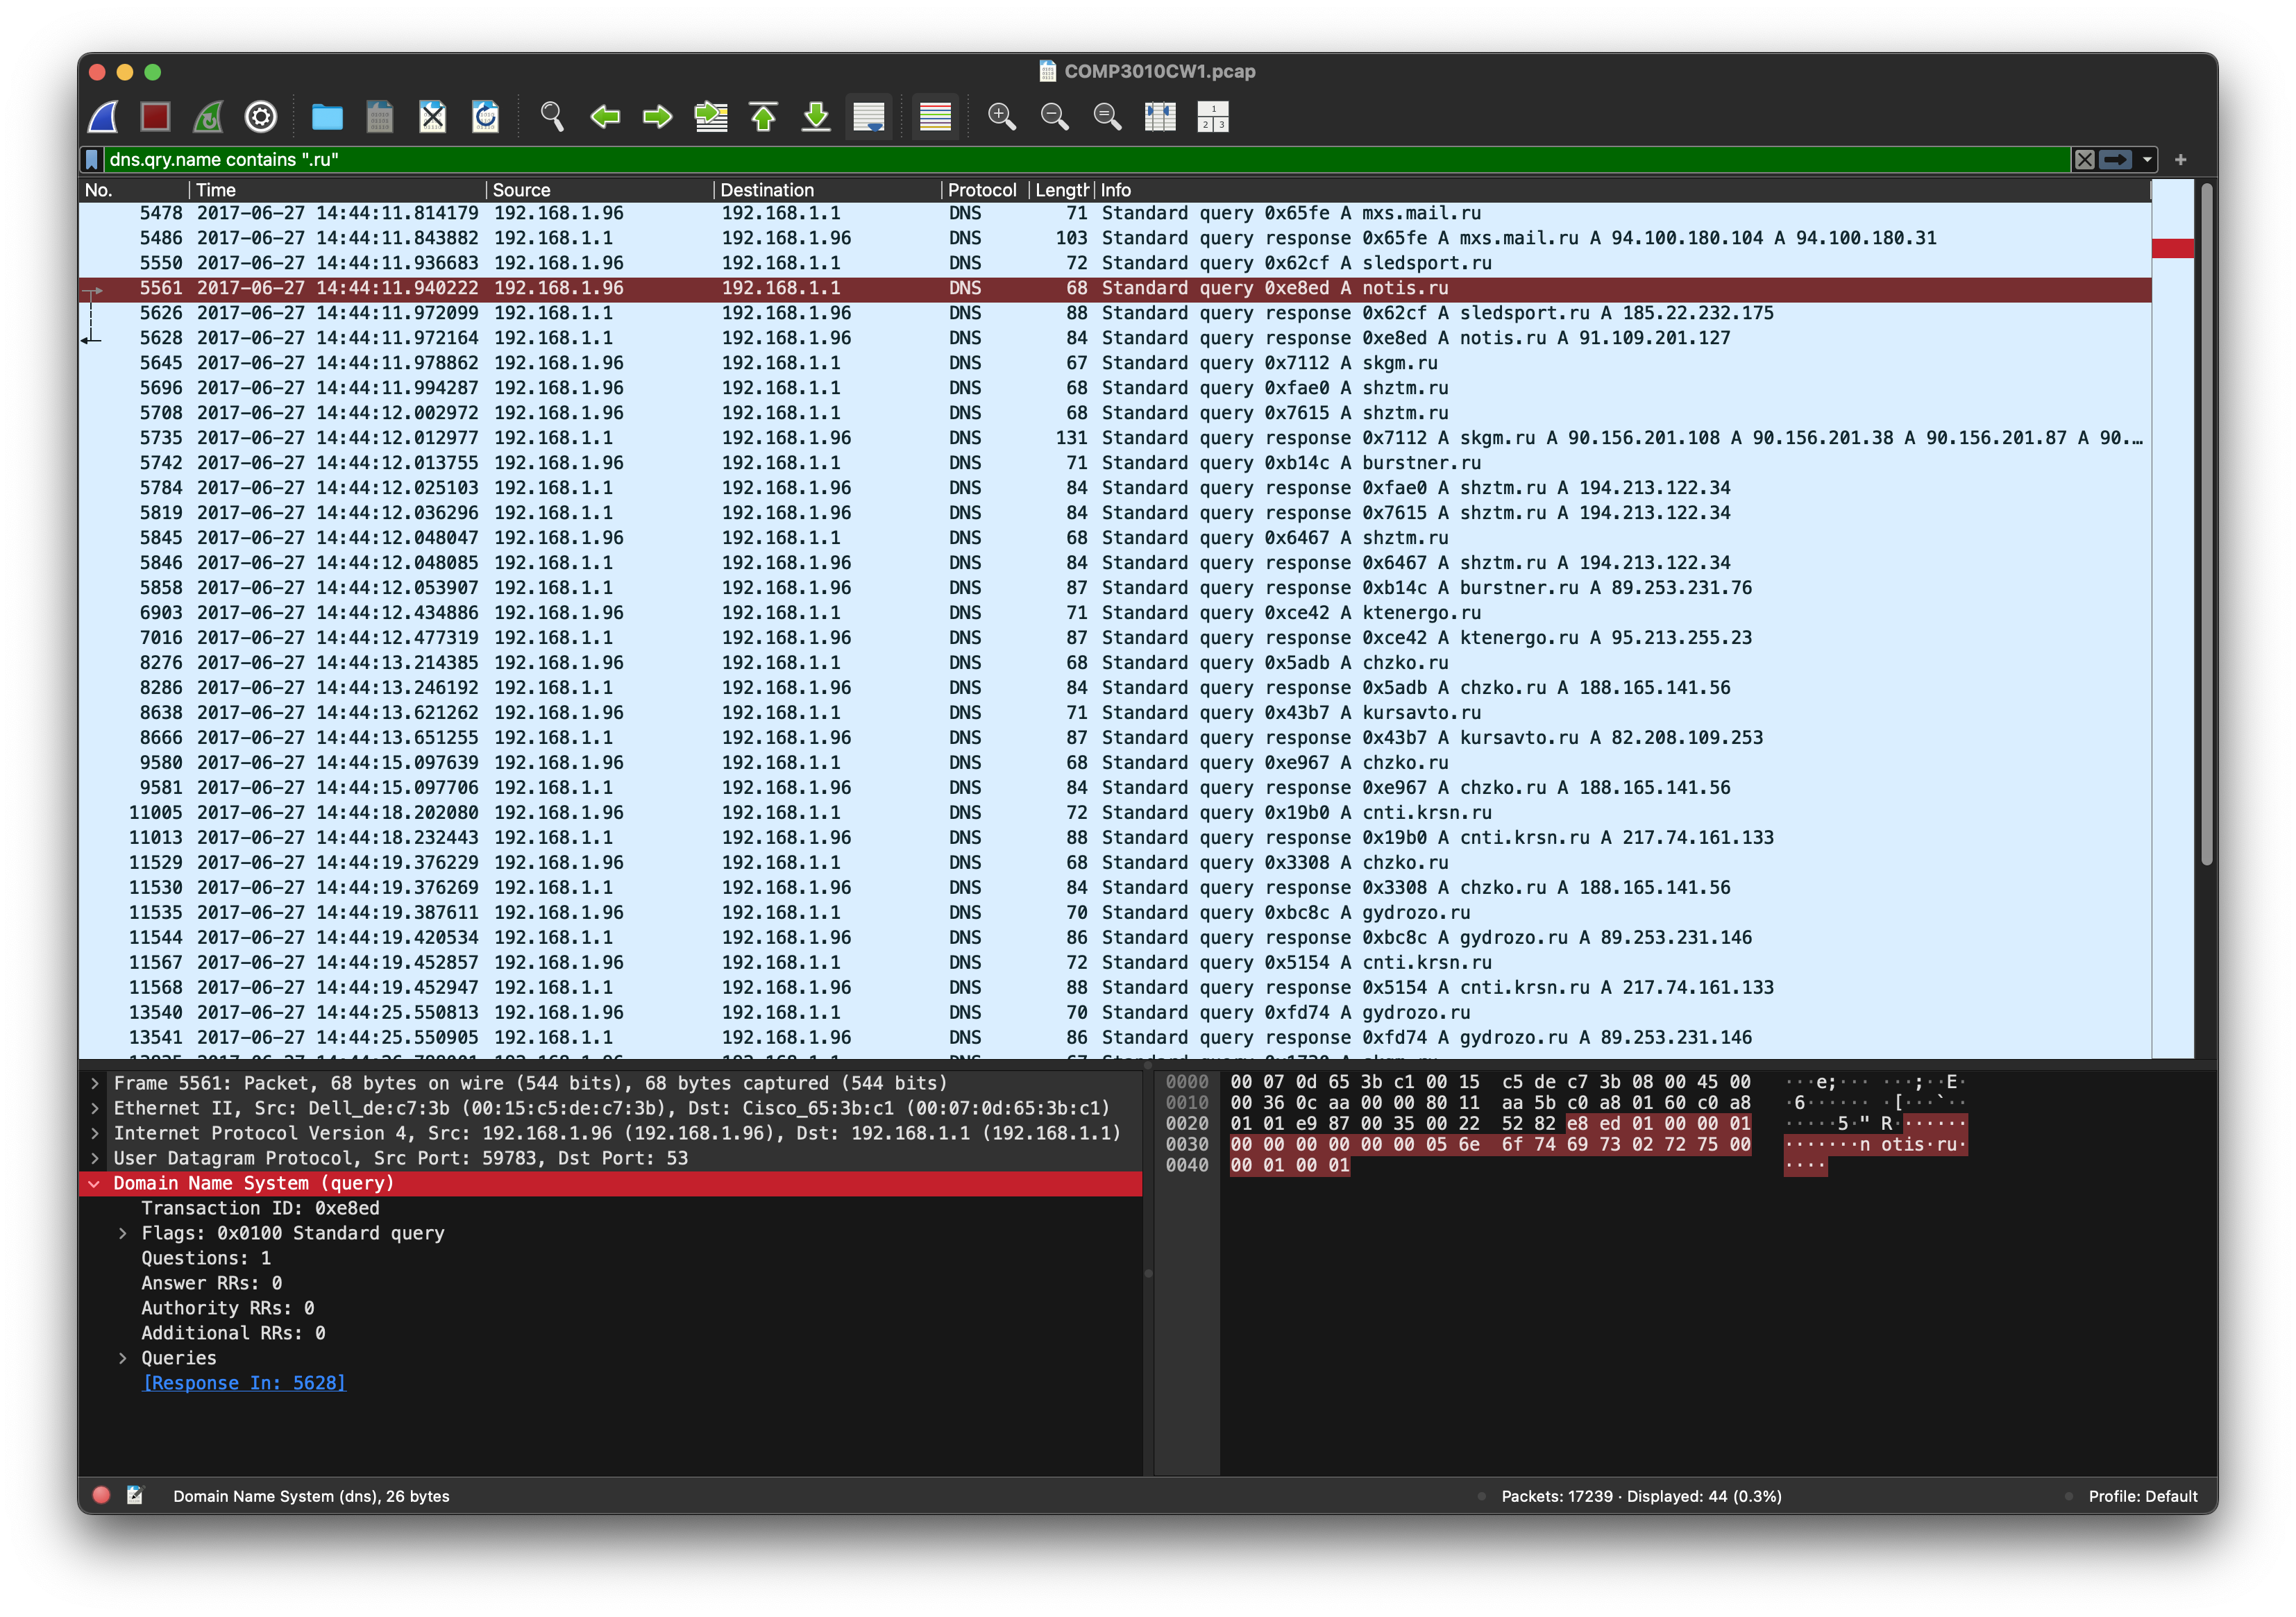 COMP3010CW1.pcap
dns.qry.name contains ".ru"
No. Time Source Destination Protocol Length Info
5478 2017-06-27 14:44:11.814179 192.168.1.96 192.168.1.1 DNS 71 Standard query 0x65fe A mxs.mail.ru
5486 2017-06-27 14:44:11.843882 192.168.1.1 192.168.1.96 DNS 103 Standard query response 0x65fe A mxs.mail.ru A 94.100.180.104 A 94.100.180.31
5550 2017-06-27 14:44:11.936683 192.168.1.96 192.168.1.1 DNS 72 Standard query 0x62cf A sledsport.ru
5561 2017-06-27 14:44:11.940222 192.168.1.96 192.168.1.1 DNS 68 Standard query 0xe8ed A notis.ru
5626 2017-06-27 14:44:11.972099 192.168.1.1 192.168.1.96 DNS 88 Standard query response 0x62cf A sledsport.ru A 185.22.232.175
5628 2017-06-27 14:44:11.972164 192.168.1.1 192.168.1.96 DNS 84 Standard query response 0xe8ed A notis.ru A 91.109.201.127
5645 2017-06-27 14:44:11.978862 192.168.1.96 192.168.1.1 DNS 67 Standard query 0x7112 A skgm.ru
5696 2017-06-27 14:44:11.994287 192.168.1.96 192.168.1.1 DNS 68 Standard query 0xfae0 A shztm.ru
5708 2017-06-27 14:44:12.002972 192.168.1.96 192.168.1.1 DNS 68 Standard query 0x7615 A shztm.ru
5735 2017-06-27 14:44:12.012977 192.168.1.1 192.168.1.96 DNS 131 Standard query response 0x7112 A skgm.ru A 90.156.201.108 A 90.156.201.38 A 90.156.201.87 A 90.…
5742 2017-06-27 14:44:12.013755 192.168.1.96 192.168.1.1 DNS 71 Standard query 0xb14c A burstner.ru
5784 2017-06-27 14:44:12.025103 192.168.1.1 192.168.1.96 DNS 84 Standard query response 0xfae0 A shztm.ru A 194.213.122.34
5819 2017-06-27 14:44:12.036296 192.168.1.1 192.168.1.96 DNS 84 Standard query response 0x7615 A shztm.ru A 194.213.122.34
5845 2017-06-27 14:44:12.048047 192.168.1.96 192.168.1.1 DNS 68 Standard query 0x6467 A shztm.ru
5846 2017-06-27 14:44:12.048085 192.168.1.1 192.168.1.96 DNS 84 Standard query response 0x6467 A shztm.ru A 194.213.122.34
5858 2017-06-27 14:44:12.053907 192.168.1.1 192.168.1.96 DNS 87 Standard query response 0xb14c A burstner.ru A 89.253.231.76
6903 2017-06-27 14:44:12.434886 192.168.1.96 192.168.1.1 DNS 71 Standard query 0xce42 A ktenergo.ru
7016 2017-06-27 14:44:12.477319 192.168.1.1 192.168.1.96 DNS 87 Standard query response 0xce42 A ktenergo.ru A 95.213.255.23
8276 2017-06-27 14:44:13.214385 192.168.1.96 192.168.1.1 DNS 68 Standard query 0x5adb A chzko.ru
8286 2017-06-27 14:44:13.246192 192.168.1.1 192.168.1.96 DNS 84 Standard query response 0x5adb A chzko.ru A 188.165.141.56
8638 2017-06-27 14:44:13.621262 192.168.1.96 192.168.1.1 DNS 71 Standard query 0x43b7 A kursavto.ru
8666 2017-06-27 14:44:13.651255 192.168.1.1 192.168.1.96 DNS 87 Standard query response 0x43b7 A kursavto.ru A 82.208.109.253
9580 2017-06-27 14:44:15.097639 192.168.1.96 192.168.1.1 DNS 68 Standard query 0xe967 A chzko.ru
9581 2017-06-27 14:44:15.097706 192.168.1.1 192.168.1.96 DNS 84 Standard query response 0xe967 A chzko.ru A 188.165.141.56
11005 2017-06-27 14:44:18.202080 192.168.1.96 192.168.1.1 DNS 72 Standard query 0x19b0 A cnti.krsn.ru
11013 2017-06-27 14:44:18.232443 192.168.1.1 192.168.1.96 DNS 88 Standard query response 0x19b0 A cnti.krsn.ru A 217.74.161.133
11529 2017-06-27 14:44:19.376229 192.168.1.96 192.168.1.1 DNS 68 Standard query 0x3308 A chzko.ru
11530 2017-06-27 14:44:19.376269 192.168.1.1 192.168.1.96 DNS 84 Standard query response 0x3308 A chzko.ru A 188.165.141.56
11535 2017-06-27 14:44:19.387611 192.168.1.96 192.168.1.1 DNS 70 Standard query 0xbc8c A gydrozo.ru
11544 2017-06-27 14:44:19.420534 192.168.1.1 192.168.1.96 DNS 86 Standard query response 0xbc8c A gydrozo.ru A 89.253.231.146
11567 2017-06-27 14:44:19.452857 192.168.1.96 192.168.1.1 DNS 72 Standard query 0x5154 A cnti.krsn.ru
11568 2017-06-27 14:44:19.452947 192.168.1.1 192.168.1.96 DNS 88 Standard query response 0x5154 A cnti.krsn.ru A 217.74.161.133
13540 2017-06-27 14:44:25.550813 192.168.1.96 192.168.1.1 DNS 70 Standard query 0xfd74 A gydrozo.ru
13541 2017-06-27 14:44:25.550905 192.168.1.1 192.168.1.96 DNS 86 Standard query response 0xfd74 A gydrozo.ru A 89.253.231.146
Frame 5561: Packet, 68 bytes on wire (544 bits), 68 bytes captured (544 bits)
Ethernet II, Src: Dell_de:c7:3b (00:15:c5:de:c7:3b), Dst: Cisco_65:3b:c1 (00:07:0d:65:3b:c1)
Internet Protocol Version 4, Src: 192.168.1.96 (192.168.1.96), Dst: 192.168.1.1 (192.168.1.1)
User Datagram Protocol, Src Port: 59783, Dst Port: 53
Domain Name System (query)
Transaction ID: 0xe8ed
Flags: 0x0100 Standard query
Questions: 1
Answer RRs: 0
Authority RRs: 0
Additional RRs: 0
Queries
[Response In: 5628]
0000 00 07 0d 65 3b c1 00 15 c5 de c7 3b 08 00 45 00 ···e;··· ···;··E·
0010 00 36 0c aa 00 00 80 11 aa 5b c0 a8 01 60 c0 a8 ·6······ ·[···`··
0020 01 01 e9 87 00 35 00 22 52 82 e8 ed 01 00 00 01 ·····5·" R·······
0030 00 00 00 00 00 00 05 6e 6f 74 69 73 02 72 75 00 ·······n otis·ru·
0040 00 01 00 01 ····
Domain Name System (dns), 26 bytes
Packets: 17239 · Displayed: 44 (0.3%)
Profile: Default